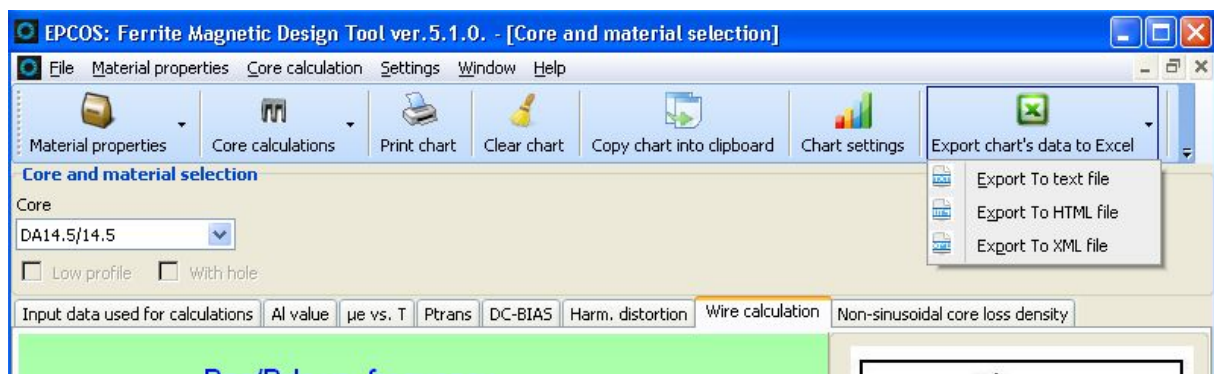 EPCOS: Ferrite Magnetic Design Tool ver.5.1.0. - [Core and material selection]
File Material properties Core calculation Settings Window Help
Material properties Core calculations Print chart Clear chart Copy chart into clipboard Chart settings Export chart's data to Excel
Export To text file
Export To HTML file
Export To XML file
Core and material selection
Core
DA14.5/14.5
Low profile With hole
Input data used for calculations Al value µe vs. T Ptrans DC-BIAS Harm. distortion Wire calculation Non-sinusoidal core loss density